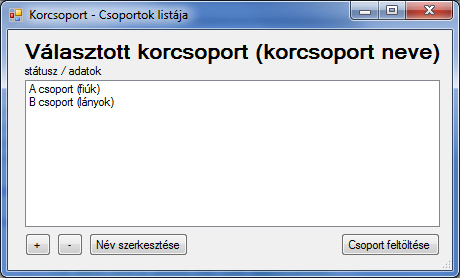 Korcsoport - Csoportok listája
Választott korcsoport (korcsoport neve)
státusz / adatok
A csoport (fiúk)
B csoport (lányok)
+ - Név szerkesztése Csoport feltöltése